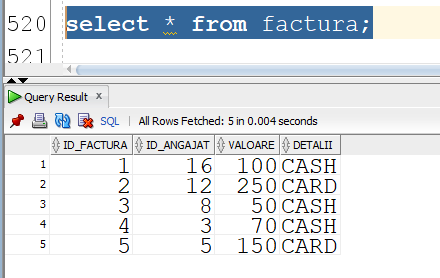 520 select * from factura;
521
Query Result x
SQL | All Rows Fetched: 5 in 0.004 seconds
ID_FACTURA ID_ANGAJAT VALOARE DETALII
1 1 16 100 CASH
2 2 12 250 CARD
3 3 8 50 CASH
4 4 3 70 CASH
5 5 5 150 CARD